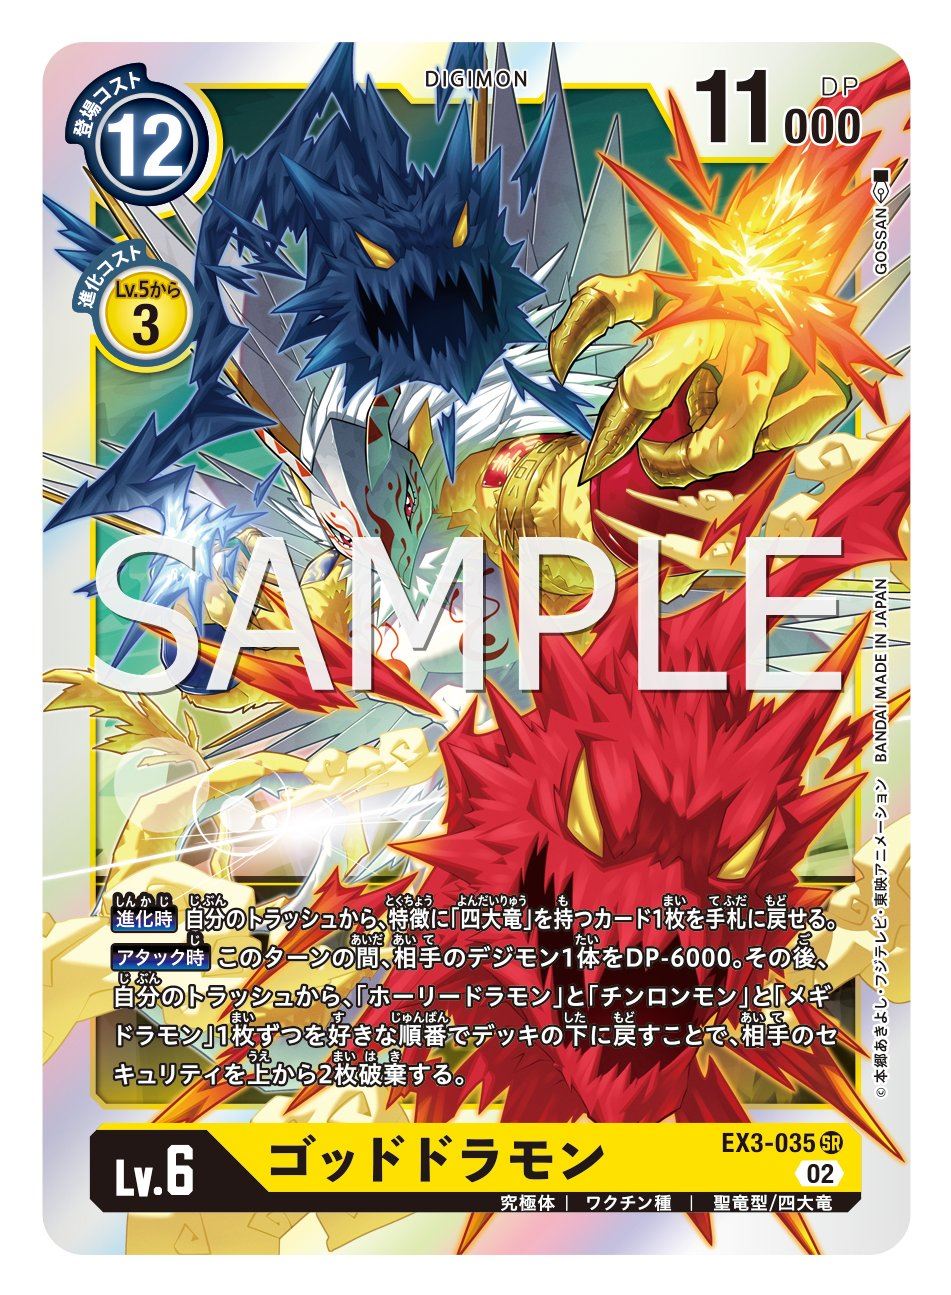 DIGIMON
登場コスト
12
11000
DP
進化コスト
Lv.5から
3
GOSSAN
SAMPLE
BANDAI MADE IN JAPAN
© 本郷あきよし・フジテレビ・東映アニメーション
進化時 自分のトラッシュから、特徴に「四大竜」を持つカード1枚を手札に戻せる。
アタック時 このターンの間、相手のデジモン1体をDP-6000。その後、
自分のトラッシュから、「ホーリードラモン」と「チンロンモン」と「メギ
ドラモン」1枚ずつを好きな順番でデッキの下に戻すことで、相手のセ
キュリティを上から2枚破棄する。
Lv.6
ゴッドドラモン
EX3-035 SR
02
究極体 | ワクチン種 | 聖竜型/四大竜